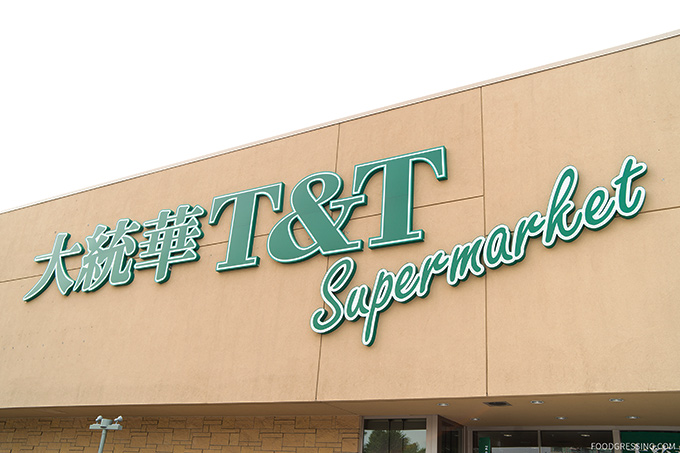 大統華 T&T
Supermarket
FOODGRESSING.COM